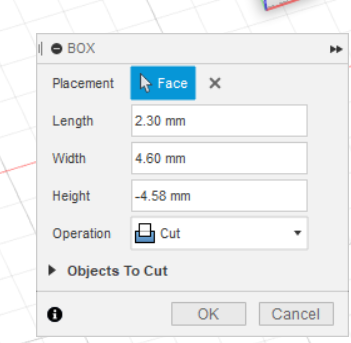 BOX
Placement Face
Length 2.30 mm
Width 4.60 mm
Height -4.58 mm
Operation Cut
Objects To Cut
OK Cancel